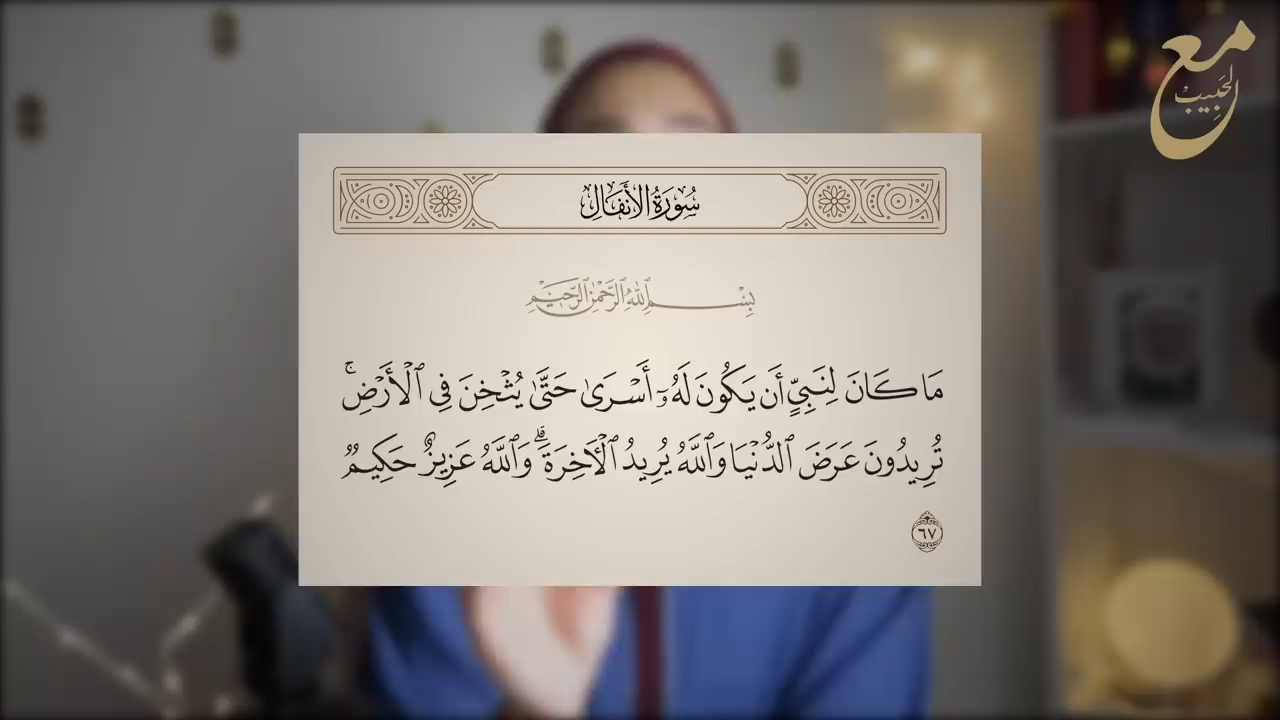 مع
الحبيب
سُورَةُ الأَنفَالِ
بِسْمِ ٱللَّهِ ٱلرَّحْمَٰنِ ٱلرَّحِيمِ
مَا كَانَ لِنَبِيٍّ أَن يَكُونَ لَهُۥٓ أَسْرَىٰ حَتَّىٰ يُثْخِنَ فِى ٱلْأَرْضِ ۚ
تُرِيدُونَ عَرَضَ ٱلدُّنْيَا وَٱللَّهُ يُرِيدُ ٱلْـَٔاخِرَةَ ۗ وَٱللَّهُ عَزِيزٌ حَكِيمٌ
٦٧